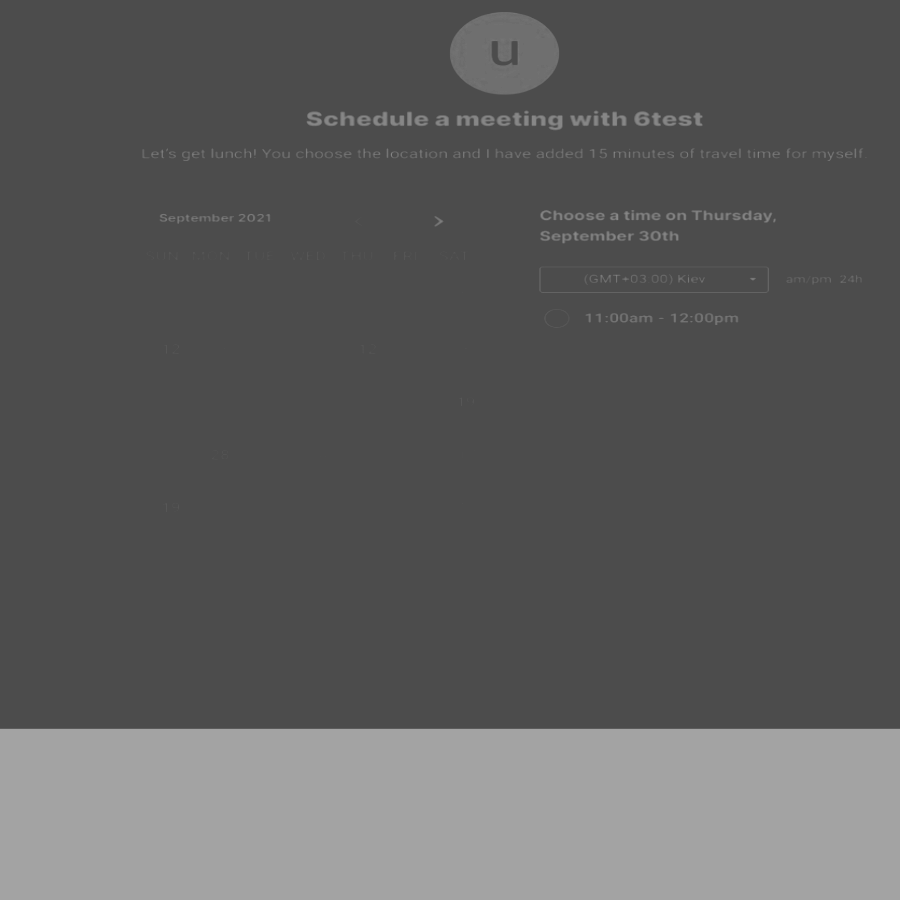 u
Schedule a meeting with 6test
Let's get lunch! You choose the location and I have added 15 minutes of travel time for myself.
September 2021
Choose a time on Thursday,
September 30th
(GMT+03:00) Kiev
am/pm 24h
11:00am - 12:00pm